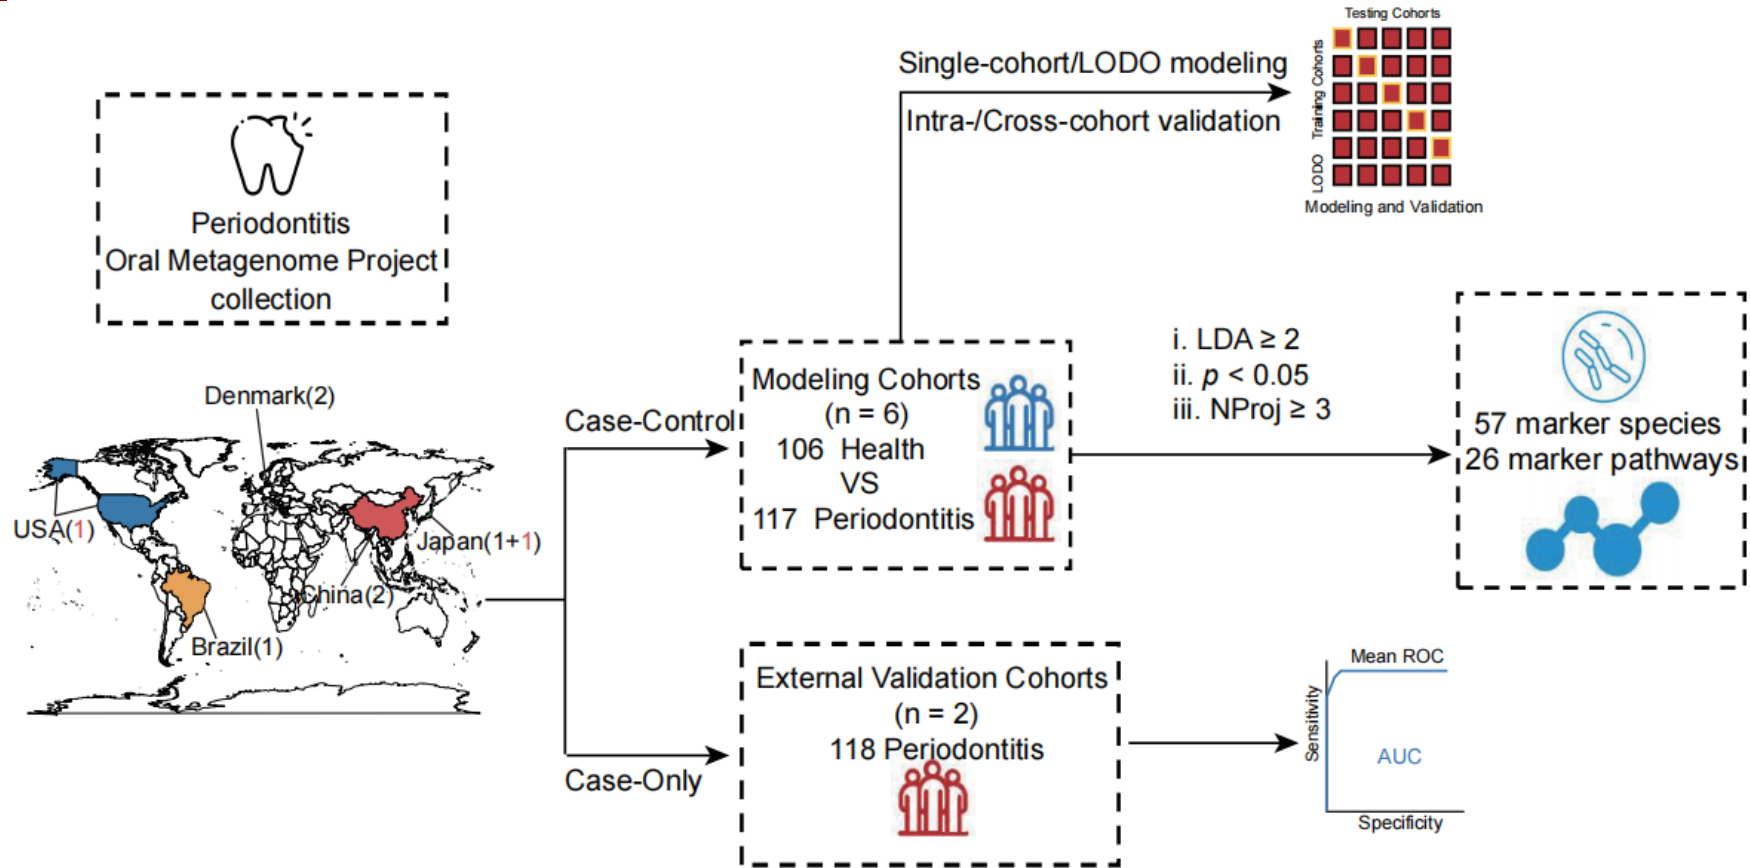 Periodontitis
Oral Metagenome Project
collection
Denmark(2)
USA(1)
Japan(1+1)
China(2)
Brazil(1)
Case-Control
Case-Only
Modeling Cohorts
(n = 6)
106 Health
VS
117 Periodontitis
External Validation Cohorts
(n = 2)
118 Periodontitis
Single-cohort/LODO modeling
Intra-/Cross-cohort validation
Testing Cohorts
Training Cohorts
LODO
Modeling and Validation
i. LDA ≥ 2
ii. p < 0.05
iii. NProj ≥ 3
57 marker species
26 marker pathways
Mean ROC
Sensitivity
AUC
Specificity